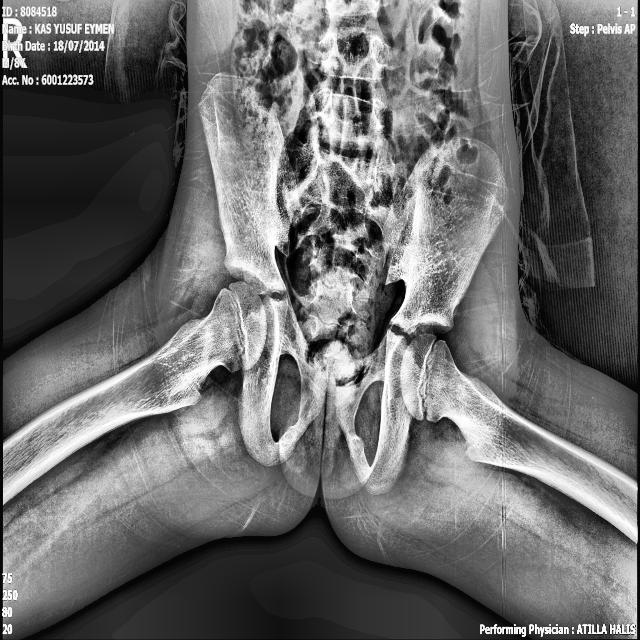 ID : 8084518
1 - 1
Name : KAS YUSUF EYMEN
Step : Pelvis AP
Birth Date : 18/07/2014
R
Acc. No : 6001223573
75
250
80
20
Performing Physician : ATILLA HALIS